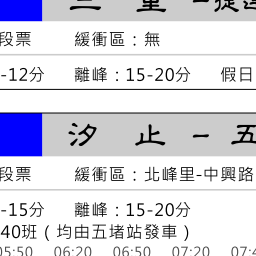 三 重 - 捷運
段票 緩衝區：無
-12分 離峰：15-20分 假日
汐 止 - 五
段票 緩衝區：北峰里-中興路
-15分 離峰：15-20分
40班（均由五堵站發車）
05:50 06:20 06:50 07:20 07:4